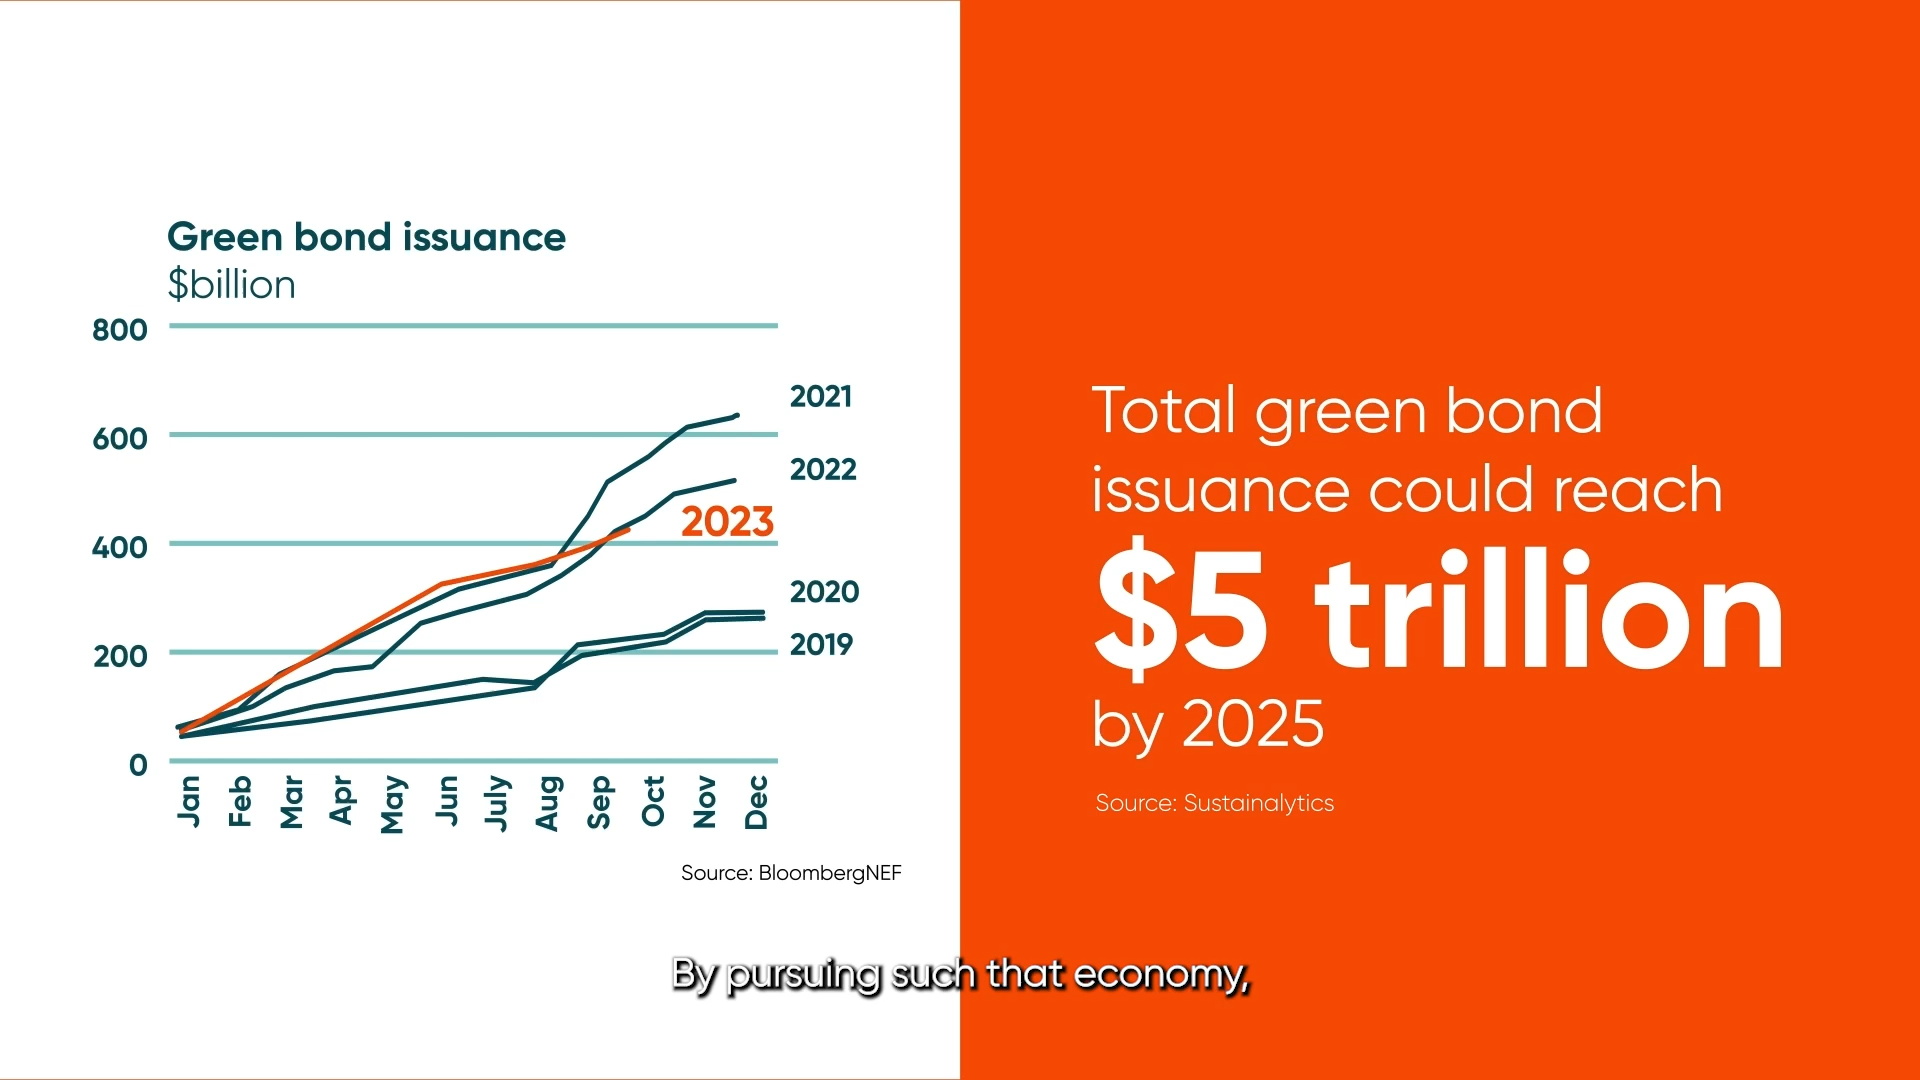 Green bond issuance
$billion
800
600
400
200
0
2021
2022
2023
2020
2019
Jan
Feb
Mar
Apr
May
Jun
July
Aug
Sep
Oct
Nov
Dec
Source: BloombergNEF
Total green bond
issuance could reach
$5 trillion
by 2025
Source: Sustainalytics
By pursuing such that economy,